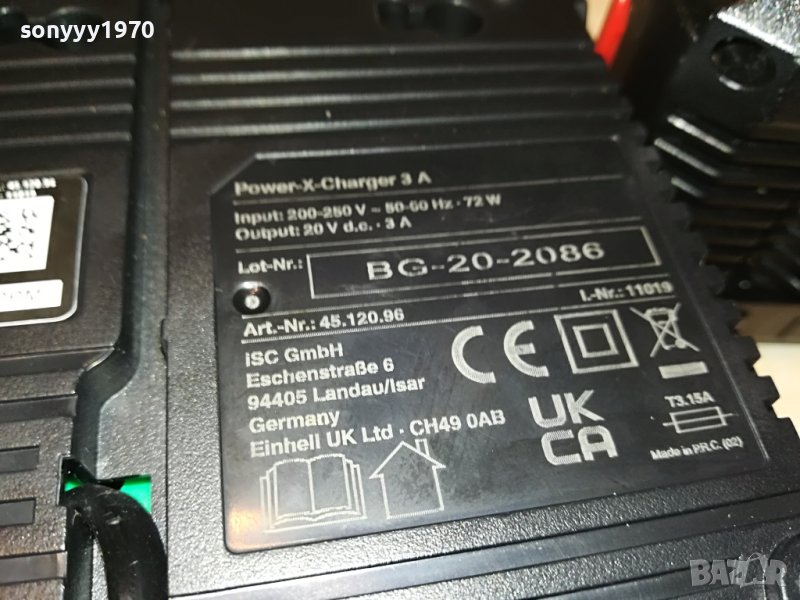 sonyyy1970
Power-X-Charger 3 A
Input: 200-250 V ~ 50-60 Hz · 72 W
Output: 20 V d.c. · 3 A
Lot-Nr.: BG-20-2086
I.-Nr.: 11019
Art.-Nr.: 45.120.96
iSC GmbH
Eschenstraße 6
94405 Landau/Isar
Germany
Einhell UK Ltd · CH49 0AB
CE
UK
CA
T3.15A
Made in P.R.C. (02)
BAZAR